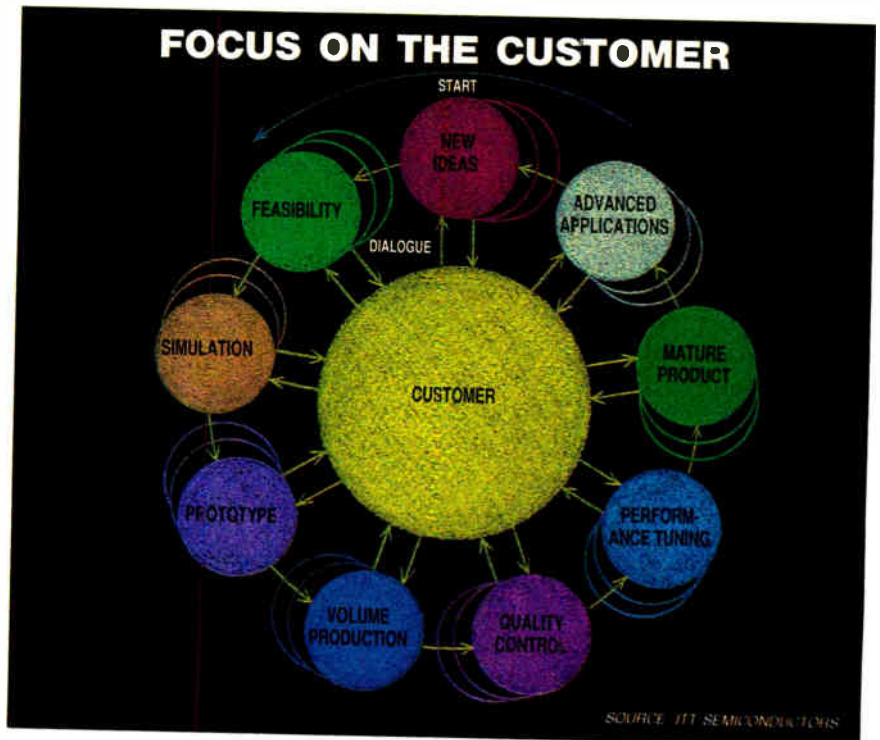 FOCUS ON THE CUSTOMER
START
NEW
IDEAS
FEASIBILITY
DIALOGUE
SIMULATION
PROTOTYPE
VOLUME
PRODUCTION
QUALITY
CONTROL
PERFORM-
ANCE TUNING
MATURE
PRODUCT
ADVANCED
APPLICATIONS
CUSTOMER
SOURCE ITT SEMICONDUCTORS